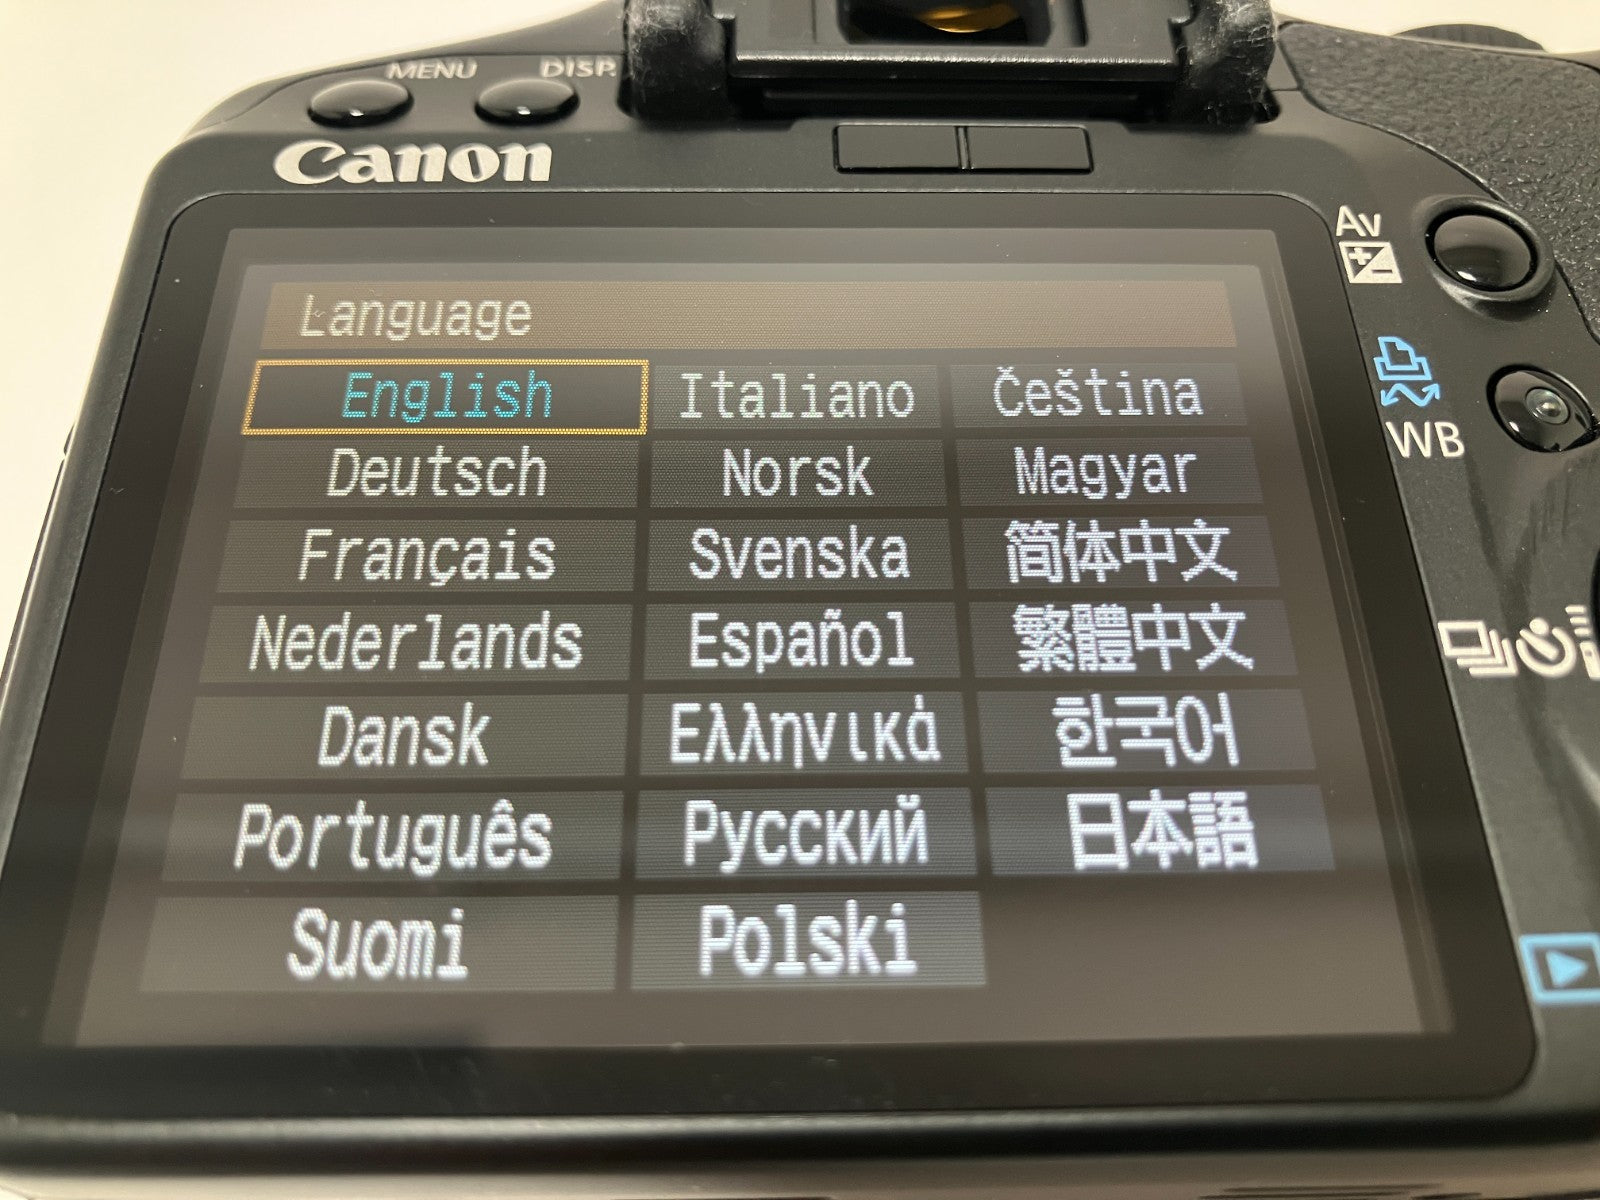 MENU DISP.
Canon
Av
WB
Language
English Italiano Čeština
Deutsch Norsk Magyar
Français Svenska 简体中文
Nederlands Español 繁體中文
Dansk Ελληνικά 한국어
Português Русский 日本語
Suomi Polski